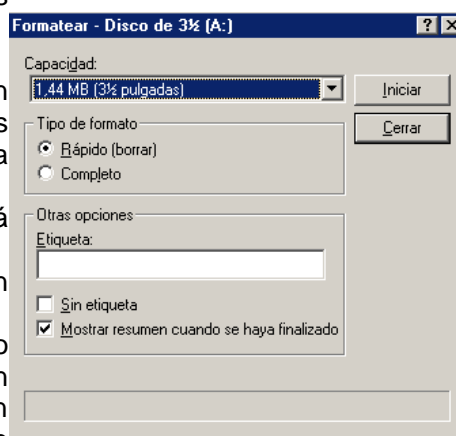 Formatear - Disco de 3½ (A:)
Capacidad:
1,44 MB (3½ pulgadas)
Iniciar
Cerrar
Tipo de formato
Rápido (borrar)
Completo
Otras opciones
Etiqueta:
Sin etiqueta
Mostrar resumen cuando se haya finalizado